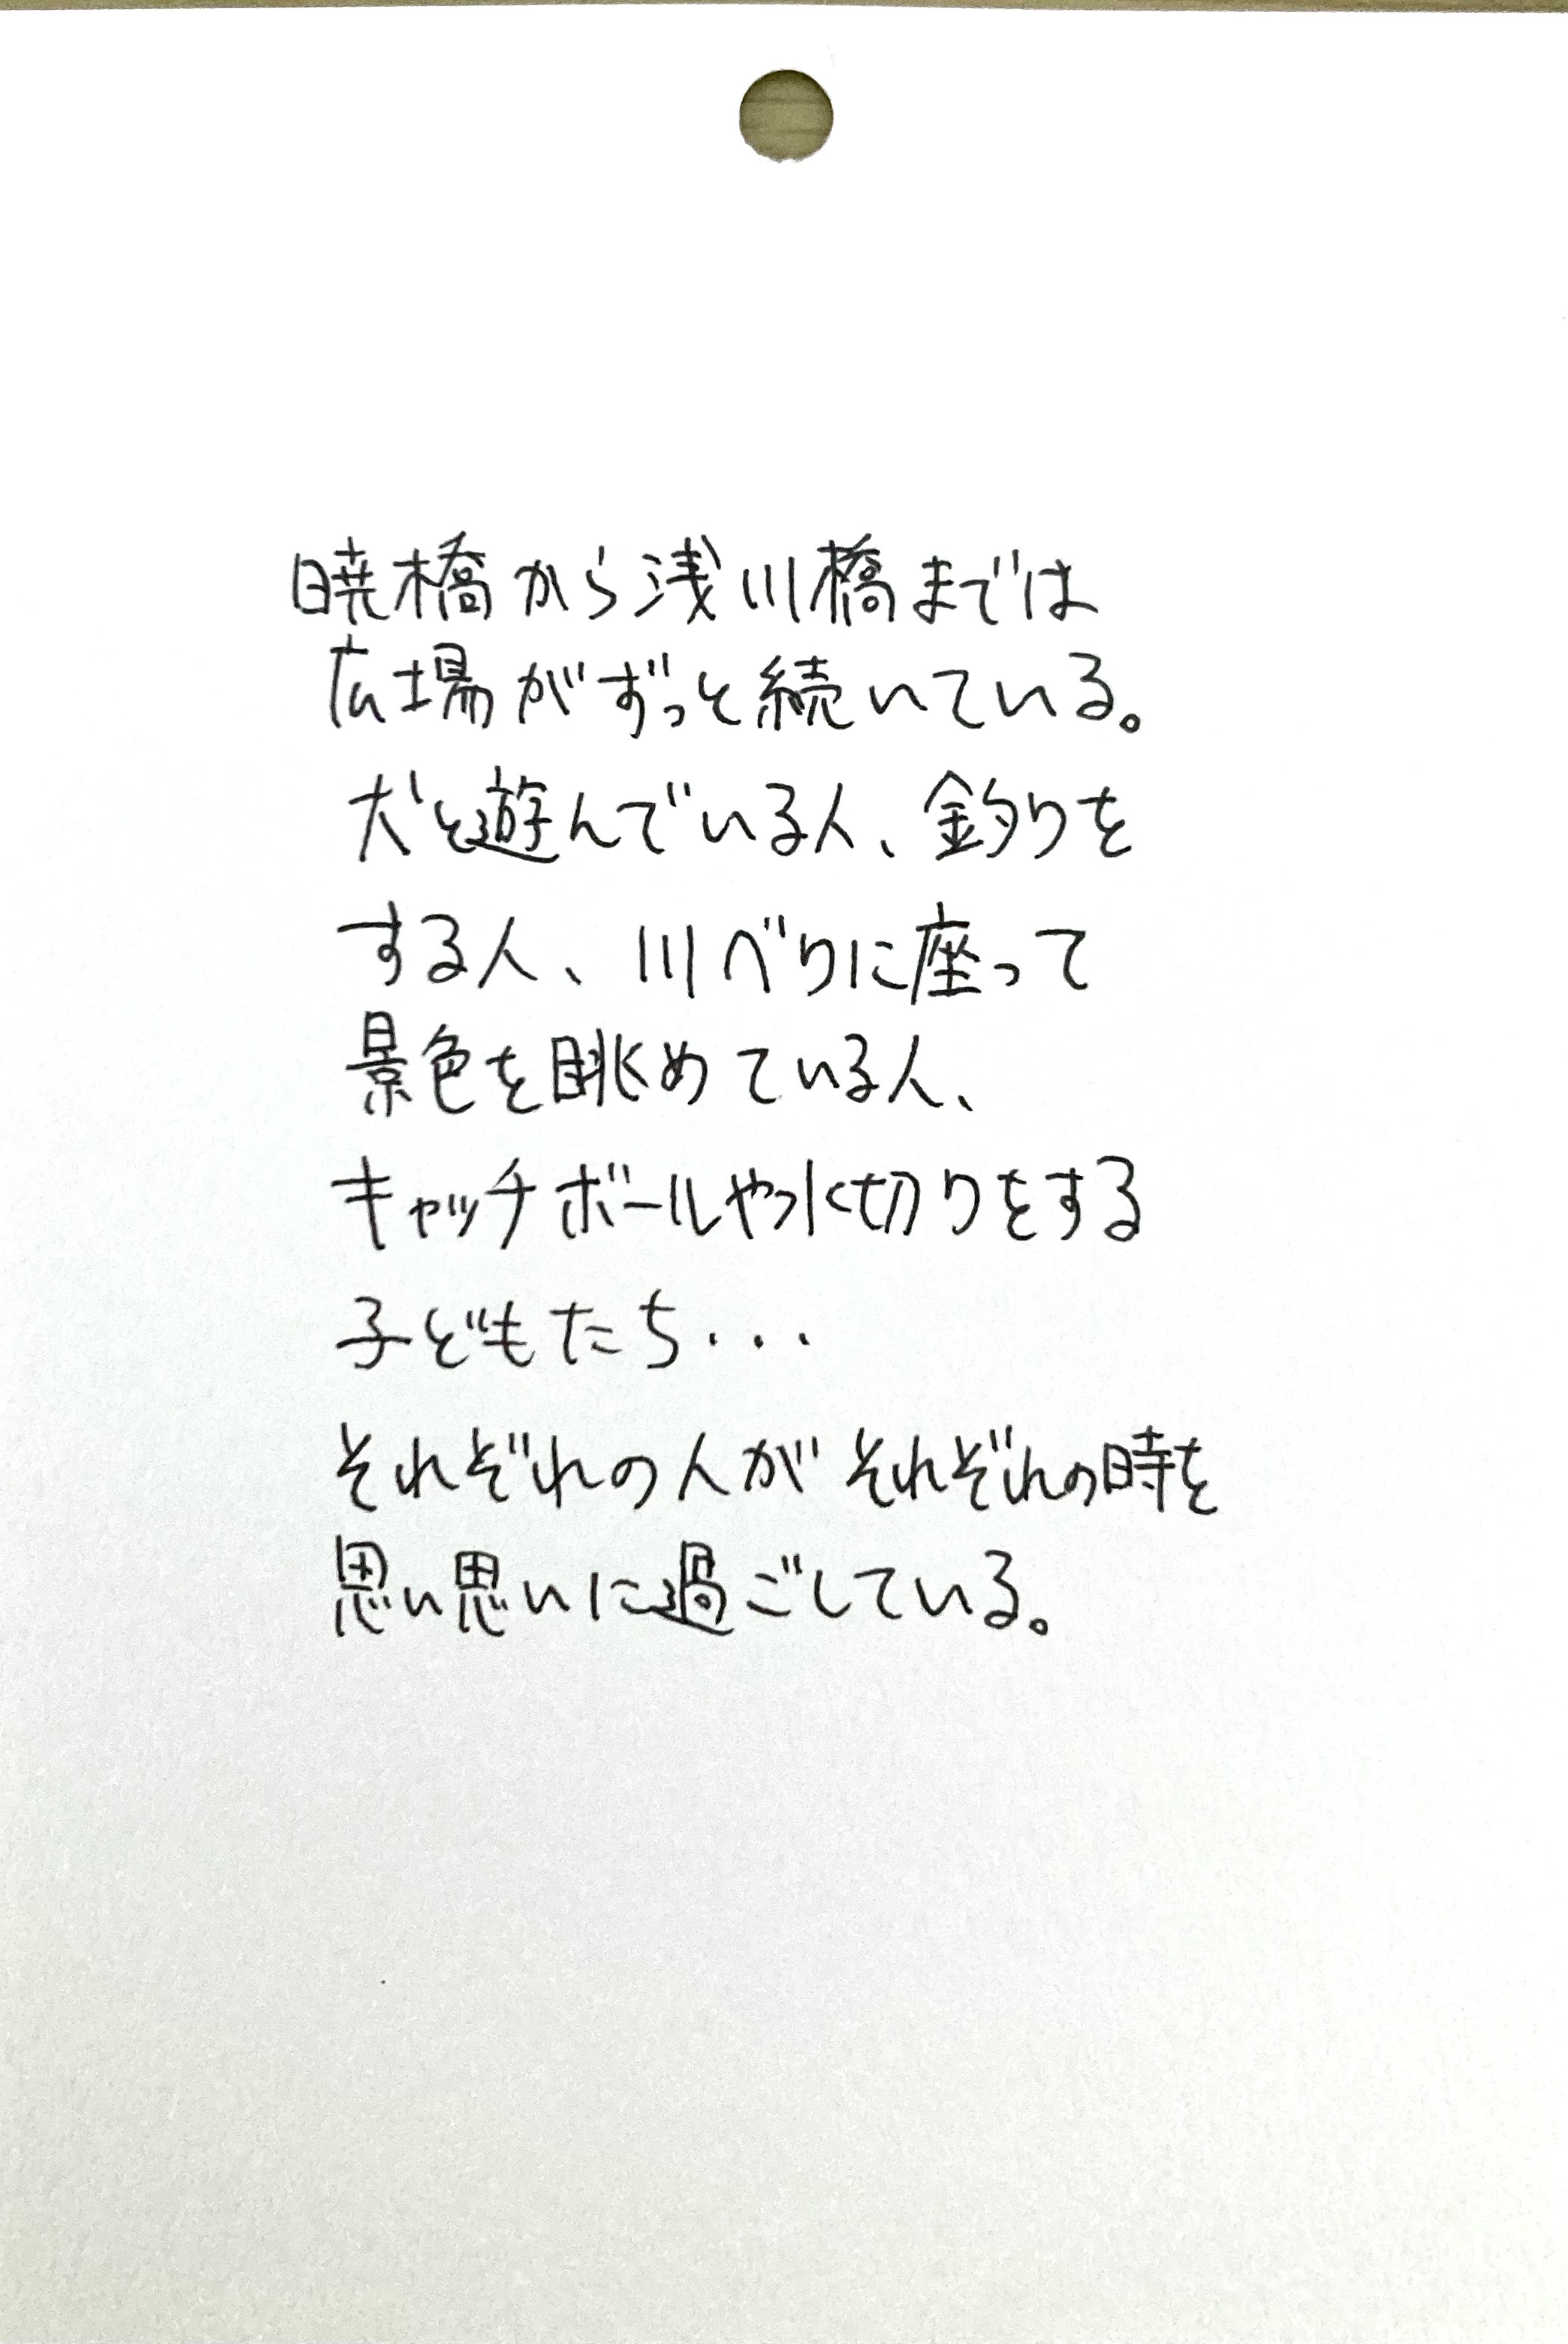 暁橋から浅川橋までは
広場がずっと続いている。
犬と遊んでいる人、釣りを
する人、川べりに座って
景色を眺めている人、
キャッチボールや水切りをする
子どもたち...
それぞれの人がそれぞれの時を
思い思いに過ごしている。